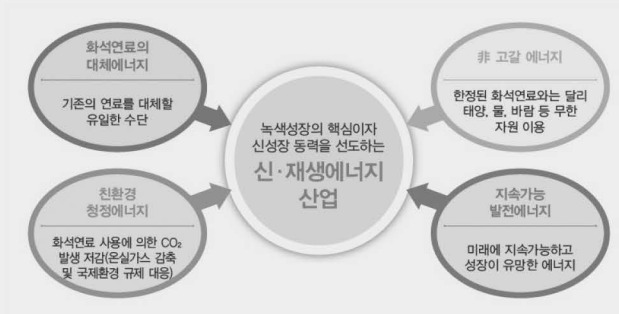 화석연료의
대체에너지
기존의 연료를 대체할
유일한 수단
非 고갈 에너지
한정된 화석연료와는 달리
태양, 물, 바람 등 무한
자원 이용
녹색성장의 핵심이자
신성장 동력을 선도하는
신·재생에너지
산업
친환경
청정에너지
화석연료 사용에 의한 CO₂
발생 저감(온실가스 감축
및 국제환경 규제 대응)
지속가능
발전에너지
미래에 지속가능하고
성장이 유망한 에너지